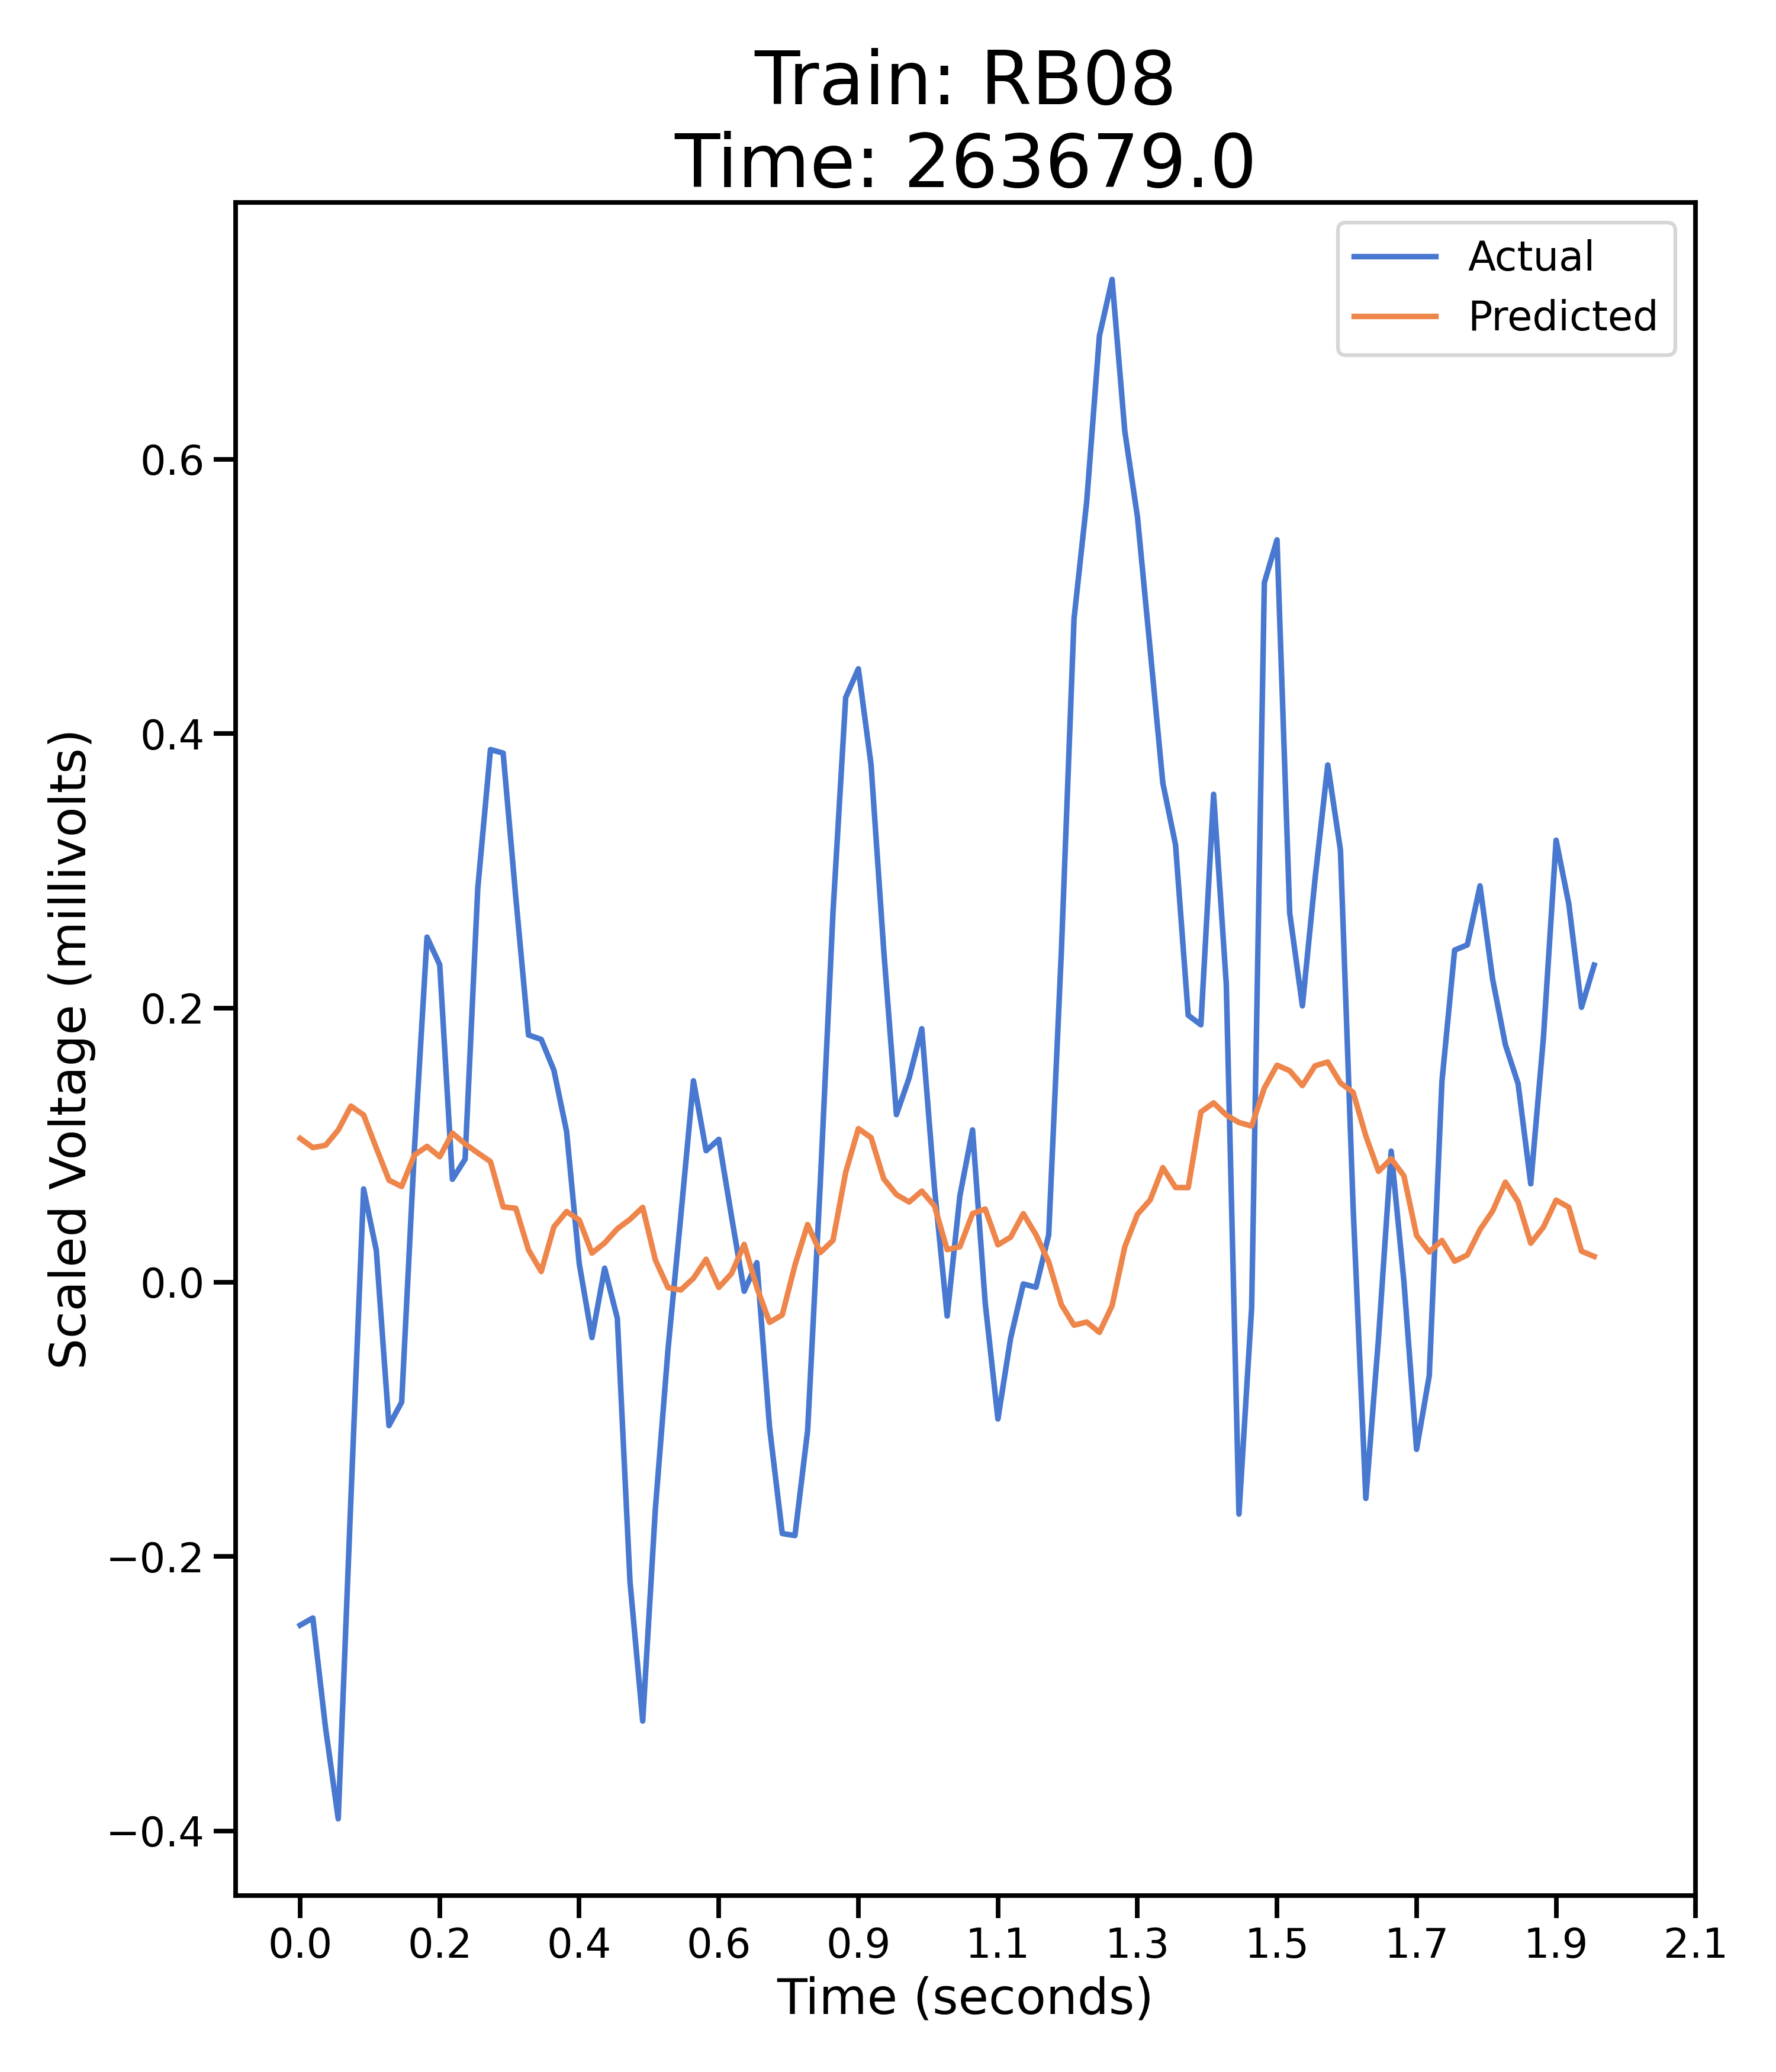 Train: RB08
Time: 263679.0
Actual
Predicted
Scaled Voltage (millivolts)
0.6
0.4
0.2
0.0
−0.2
−0.4
0.0 0.2 0.4 0.6 0.9 1.1 1.3 1.5 1.7 1.9 2.1
Time (seconds)